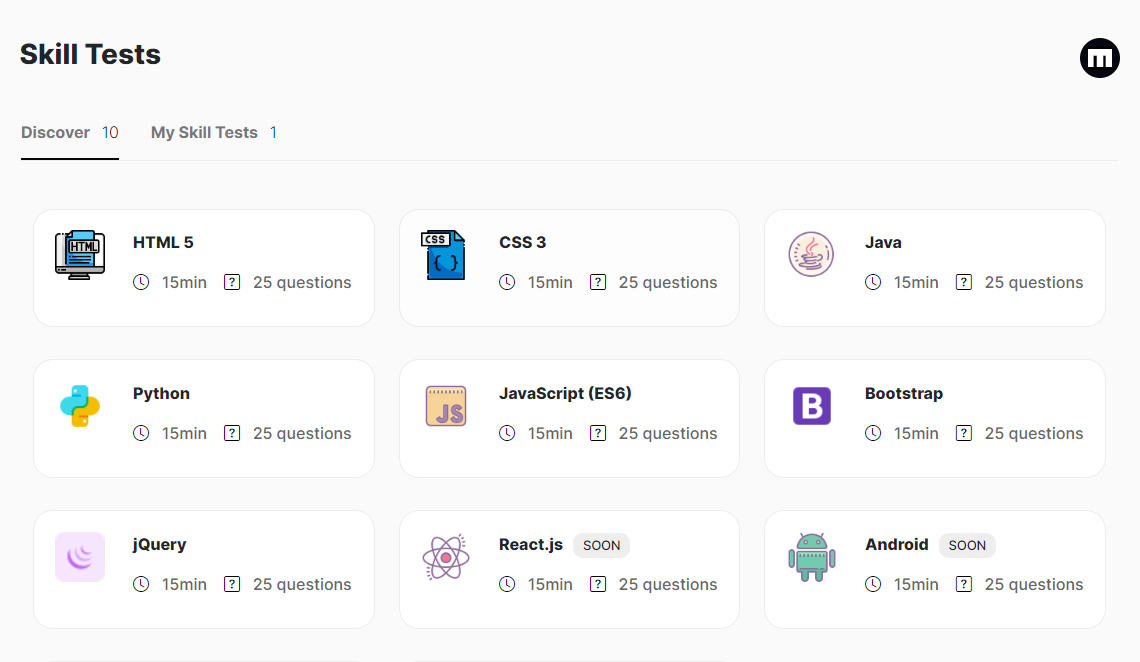 Skill Tests
m
Discover 10 My Skill Tests 1
HTML
HTML 5
15min ? 25 questions
CSS
{ }
CSS 3
15min ? 25 questions
Java
15min ? 25 questions
Python
15min ? 25 questions
JS
JavaScript (ES6)
15min ? 25 questions
B
Bootstrap
15min ? 25 questions
jQuery
15min ? 25 questions
React.js SOON
15min ? 25 questions
Android SOON
15min ? 25 questions